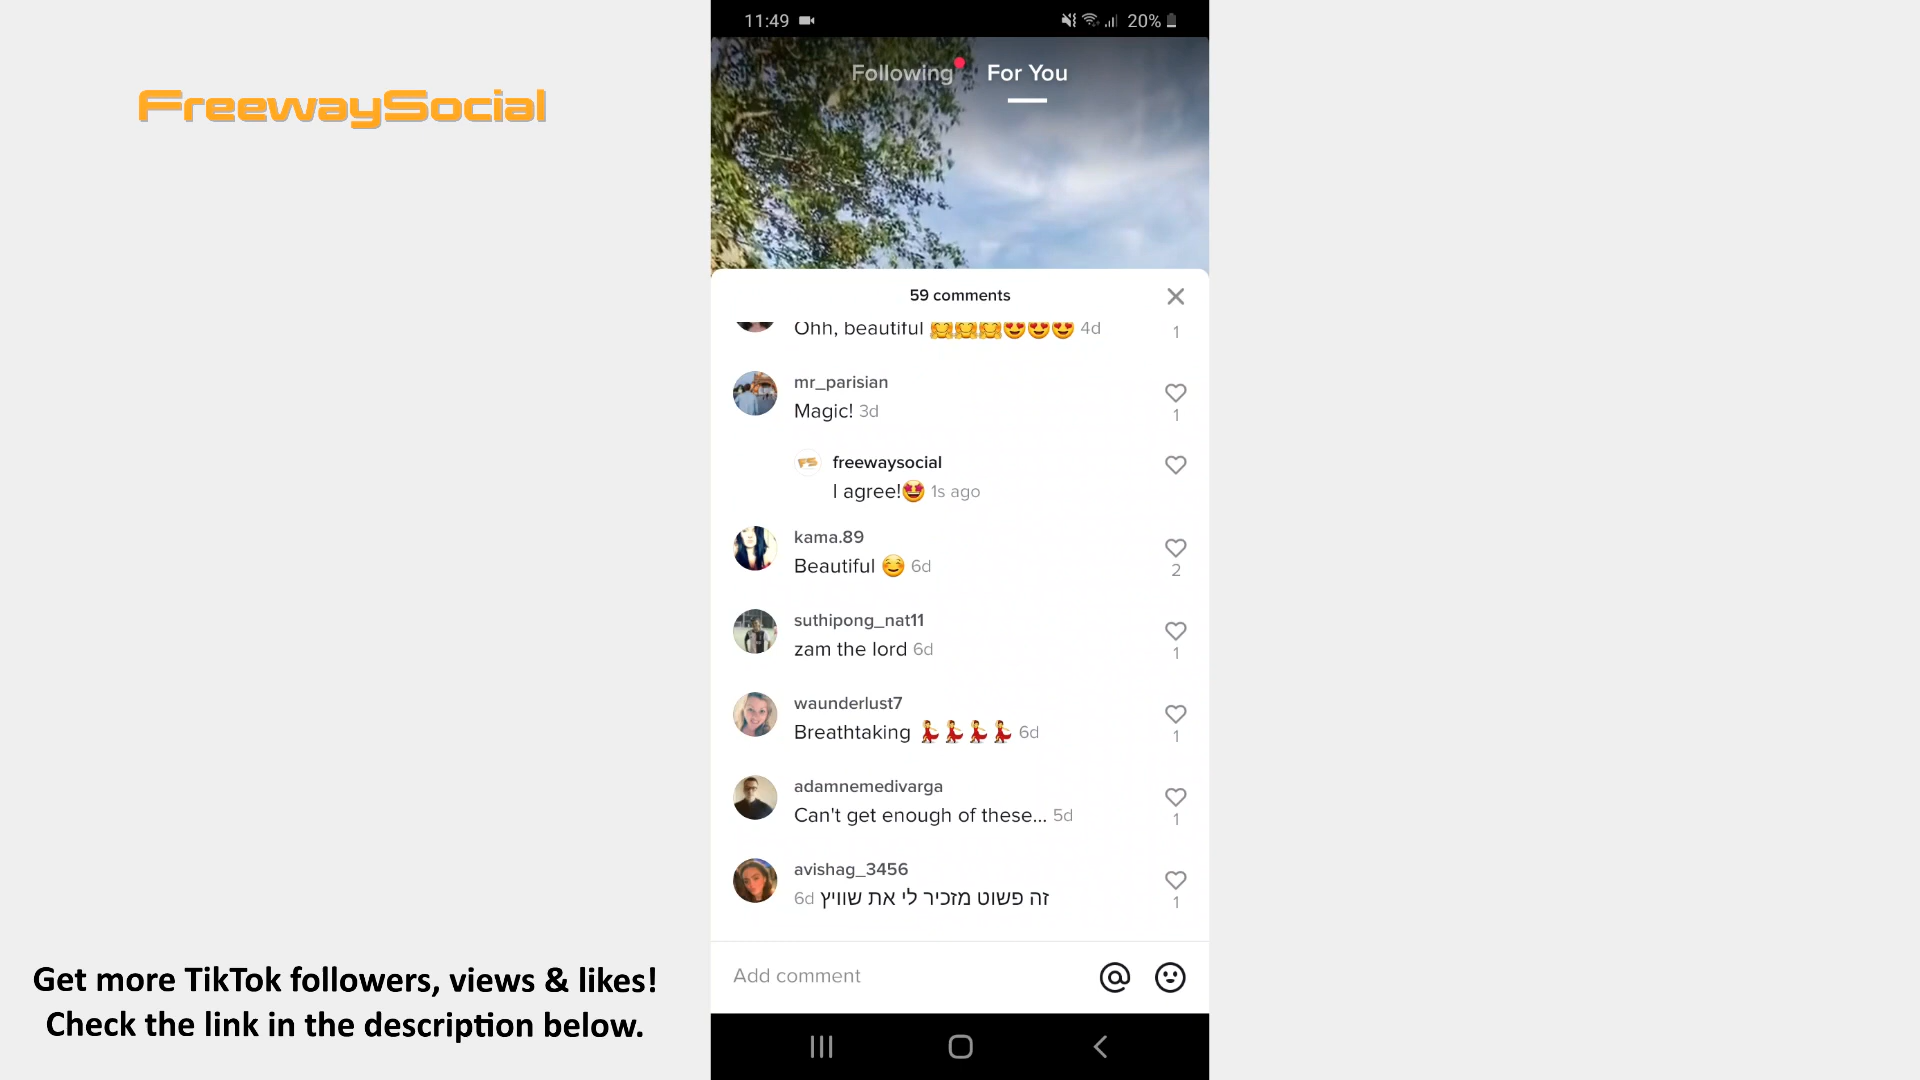 11:49
20%
FreewaySocial
Following
For You
59 comments
Ohh, beautiful 🤗🤗🤗😍😍😍 4d
1
mr_parisian
Magic! 3d
1
FS
freewaysocial
I agree!🤩 1s ago
kama.89
Beautiful ☺️ 6d
2
suthipong_nat11
zam the lord 6d
1
waunderlust7
Breathtaking 💃💃💃💃 6d
1
adamnemedivarga
Can't get enough of these... 5d
1
avishag_3456
זה פשוט מזכיר לי את שוויץ 6d
1
Add comment
Get more TikTok followers, views & likes!
Check the link in the description below.